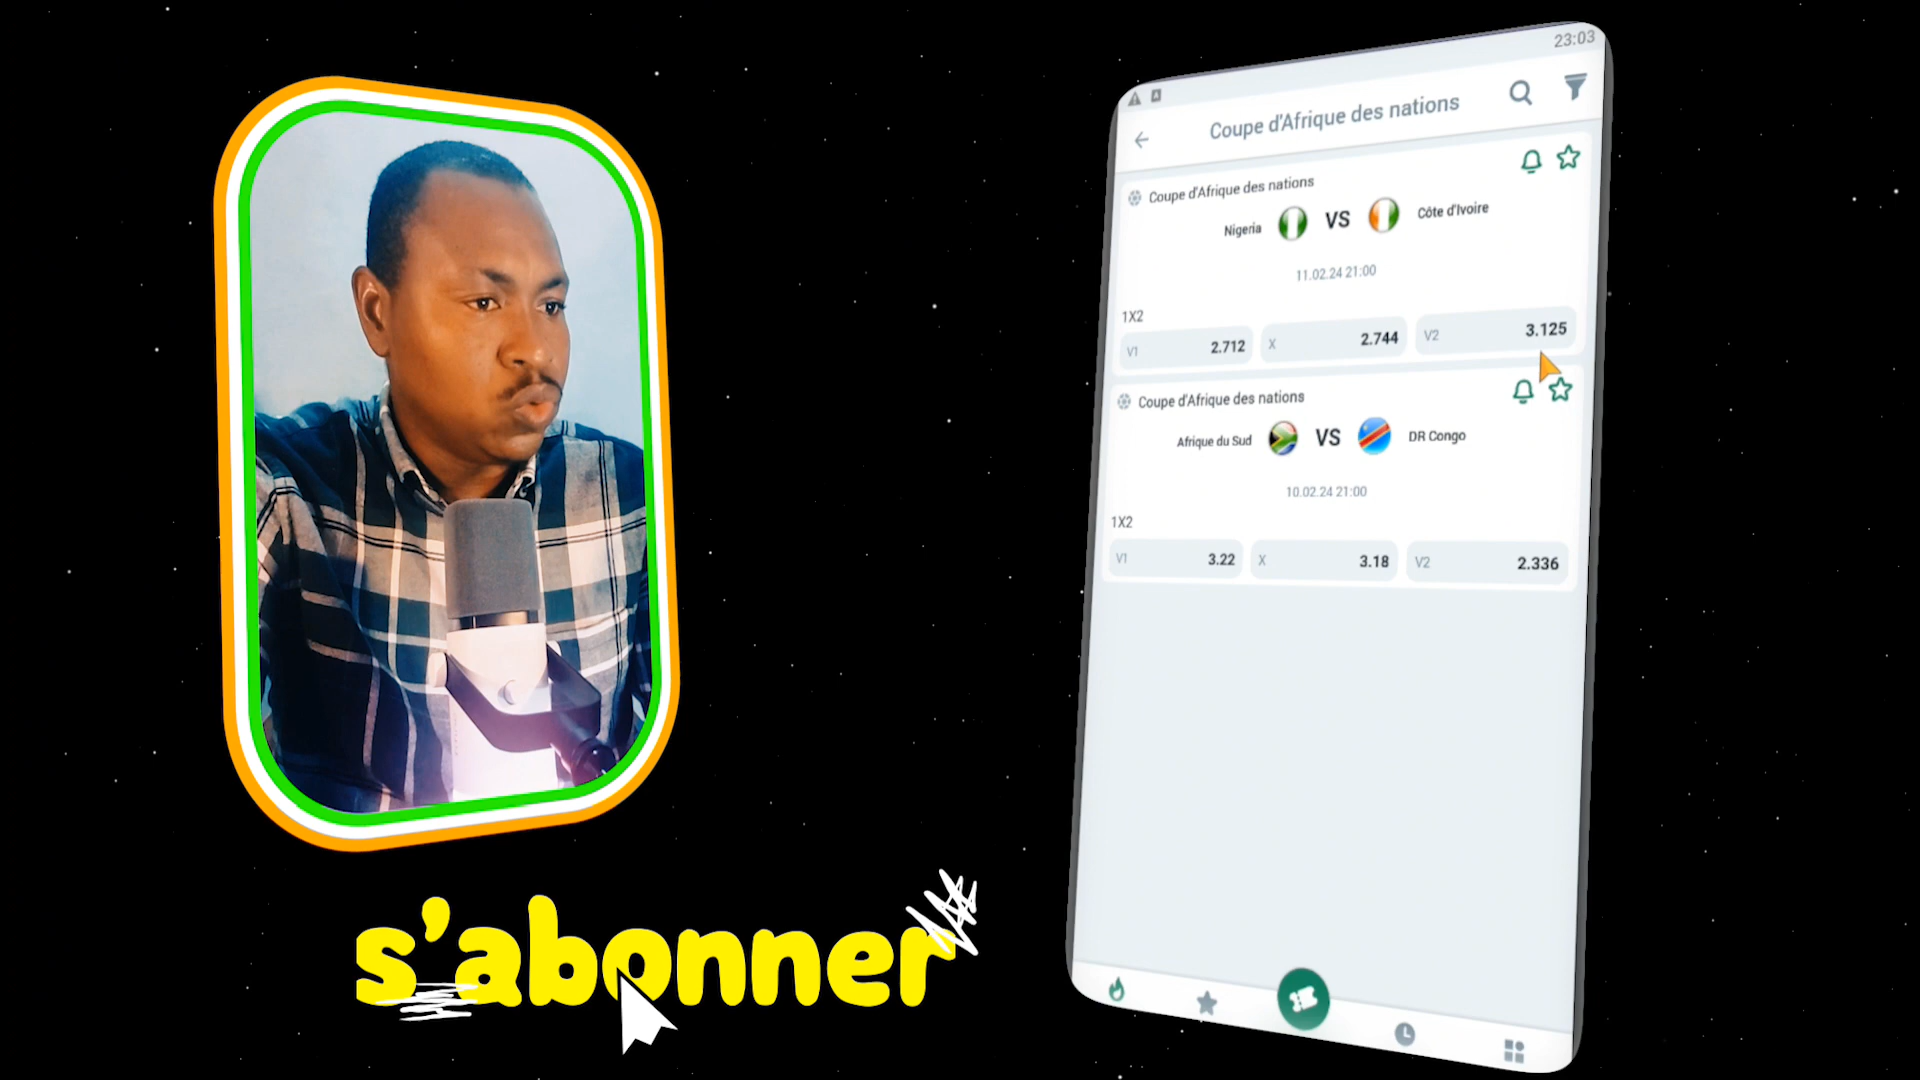 23:03
Coupe d'Afrique des nations
Coupe d'Afrique des nations
Nigeria VS Côte d'Ivoire
11.02.24 21:00
1X2
V1 2.712 X 2.744 V2 3.125
Coupe d'Afrique des nations
Afrique du Sud VS DR Congo
10.02.24 21:00
1X2
V1 3.22 X 3.18 V2 2.336
s'abonner